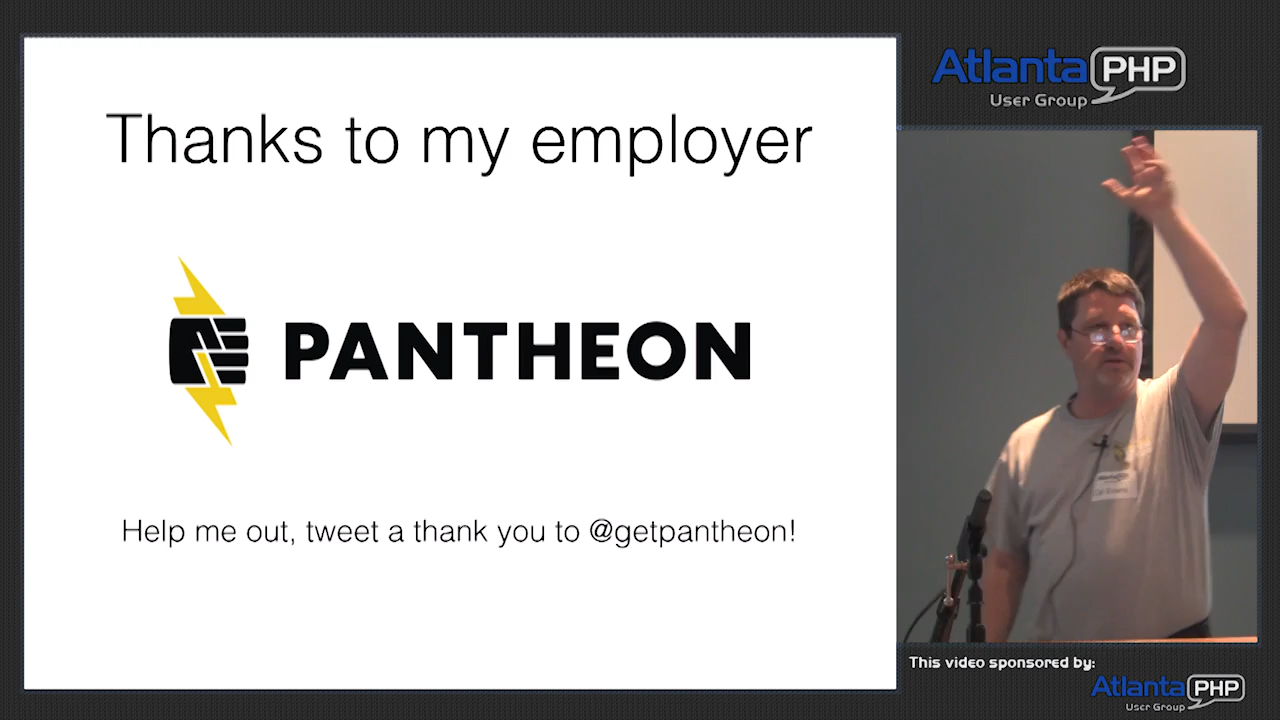 Thanks to my employer
PANTHEON
Help me out, tweet a thank you to @getpantheon!
Atlanta PHP
User Group
This video sponsored by:
Atlanta PHP
User Group